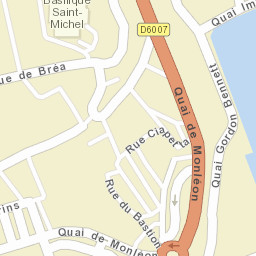 Basilique
Saint-
Michel
D6007
Quai Im
ue de Bréa
Quai de Monléon
Quai Gordon Bennett
Rue Ciaperta
Rue du Bastion
rins
Quai de Monléon